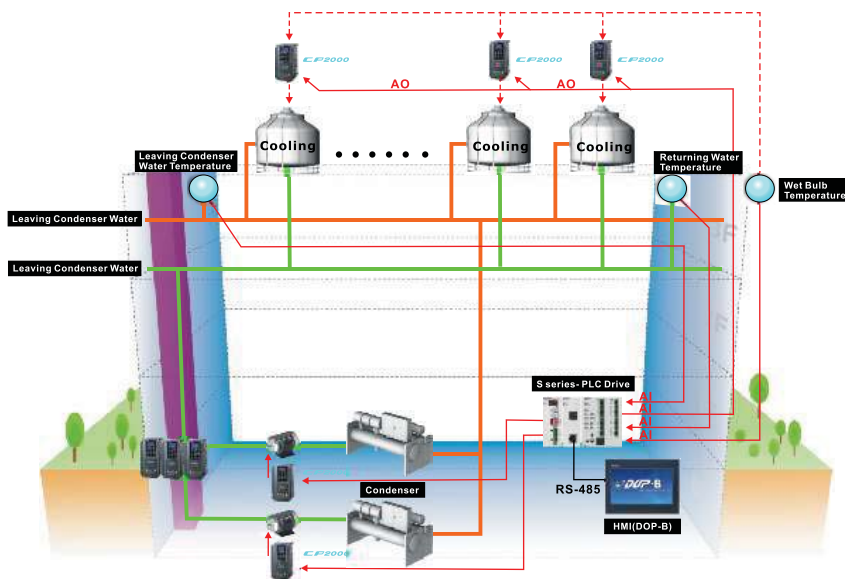 CP2000
CP2000
CP2000
AO
AO
Cooling
Cooling
Cooling
Leaving Condenser
Water Temperature
Returning Water
Temperature
Wet Bulb
Temperature
Leaving Condenser Water
Leaving Condenser Water
F
F
S series- PLC Drive
AI
AI
AI
AI
Condenser
RS-485
DOP-B
HMI(DOP-B)
CP2000